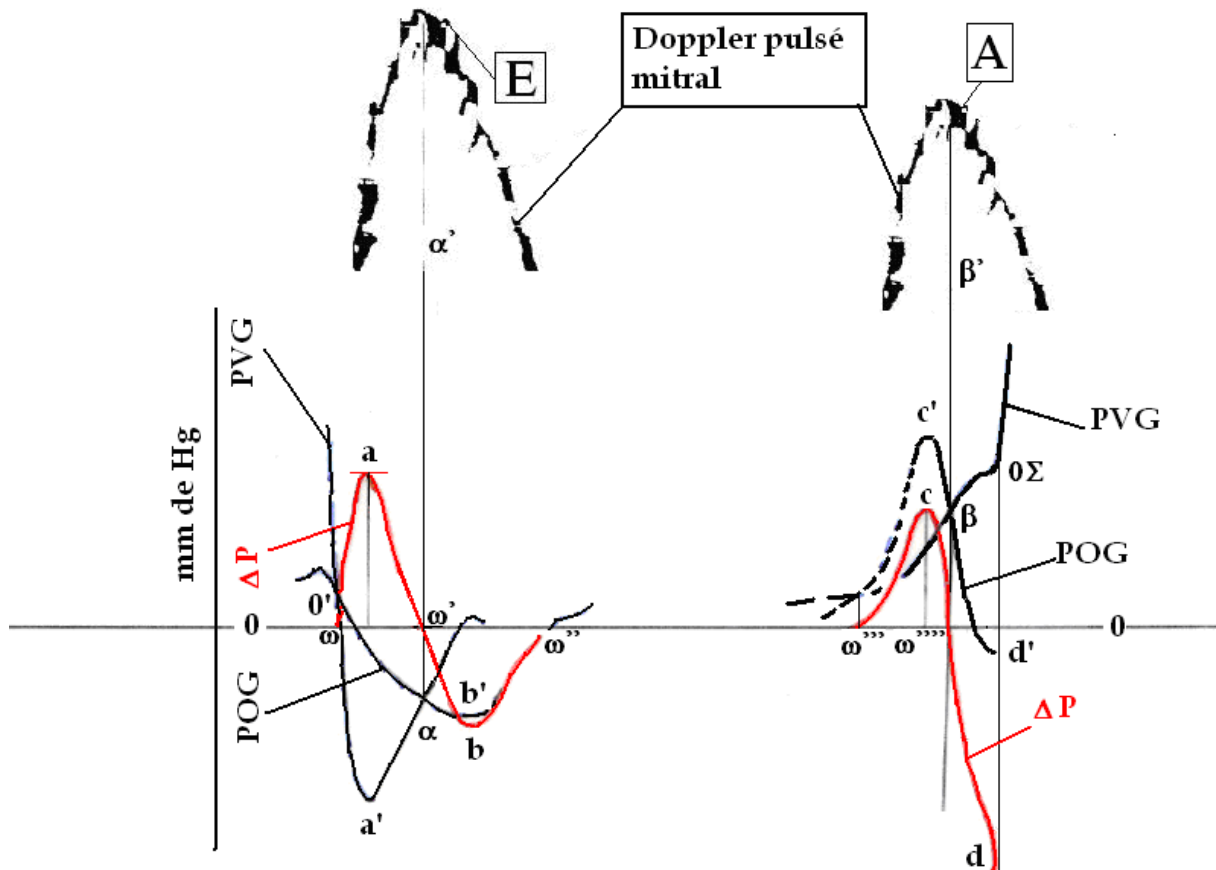 Doppler pulsé
mitral
E
A
α'
β'
PVG
mm de Hg
a
c'
PVG
c
0Σ
β
ΔP
POG
0'
ω'
0
ω
ω''
ω'''
ω'''''
0
d'
POG
b'
α
b
ΔP
a'
d